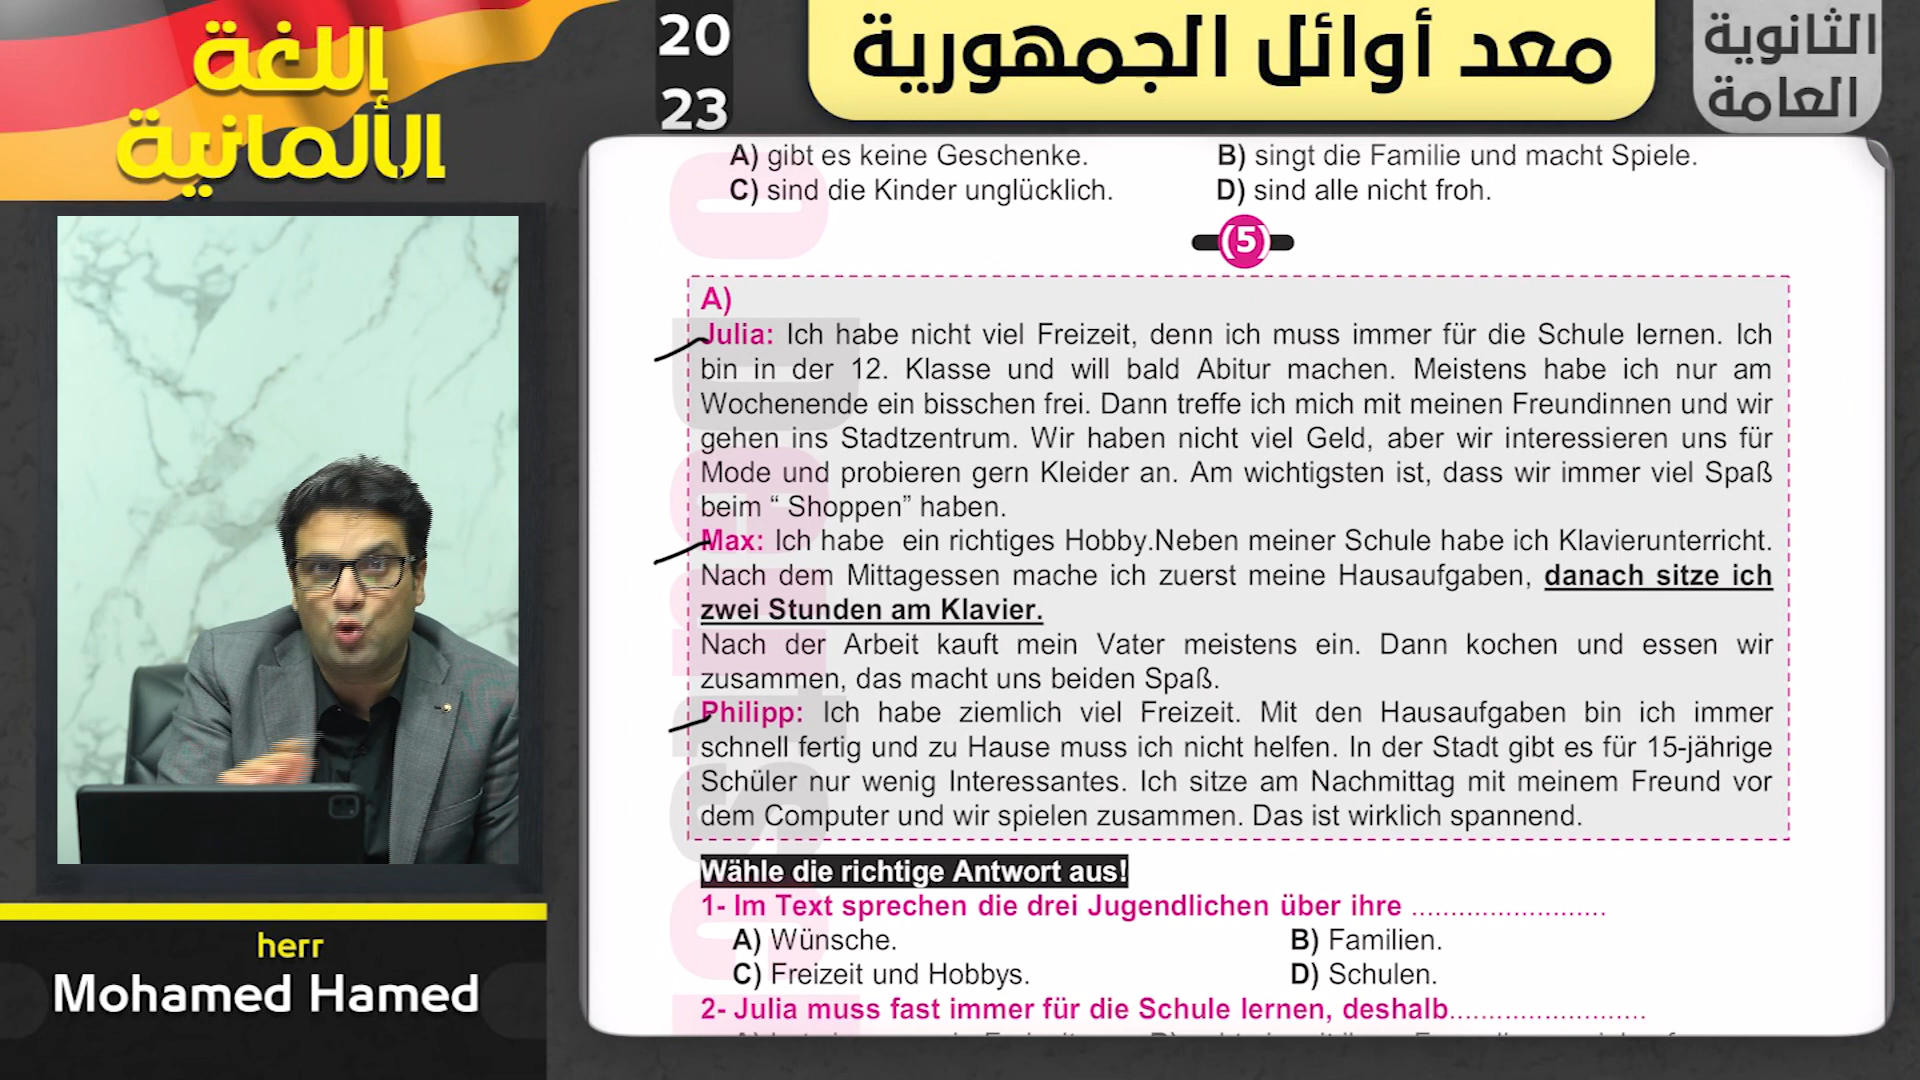 اللغة
الألمانية
20
23
معد أوائل الجمهورية
الثانوية
العامة
A) gibt es keine Geschenke.
B) singt die Familie und macht Spiele.
C) sind die Kinder unglücklich.
D) sind alle nicht froh.
(5)
A)
Julia: Ich habe nicht viel Freizeit, denn ich muss immer für die Schule lernen. Ich
bin in der 12. Klasse und will bald Abitur machen. Meistens habe ich nur am
Wochenende ein bisschen frei. Dann treffe ich mich mit meinen Freundinnen und wir
gehen ins Stadtzentrum. Wir haben nicht viel Geld, aber wir interessieren uns für
Mode und probieren gern Kleider an. Am wichtigsten ist, dass wir immer viel Spaß
beim “ Shoppen” haben.
Max: Ich habe ein richtiges Hobby.Neben meiner Schule habe ich Klavierunterricht.
Nach dem Mittagessen mache ich zuerst meine Hausaufgaben, danach sitze ich
zwei Stunden am Klavier.
Nach der Arbeit kauft mein Vater meistens ein. Dann kochen und essen wir
zusammen, das macht uns beiden Spaß.
Philipp: Ich habe ziemlich viel Freizeit. Mit den Hausaufgaben bin ich immer
schnell fertig und zu Hause muss ich nicht helfen. In der Stadt gibt es für 15-jährige
Schüler nur wenig Interessantes. Ich sitze am Nachmittag mit meinem Freund vor
dem Computer und wir spielen zusammen. Das ist wirklich spannend.
Wähle die richtige Antwort aus!
1- Im Text sprechen die drei Jugendlichen über ihre .........................
A) Wünsche.
B) Familien.
C) Freizeit und Hobbys.
D) Schulen.
2- Julia muss fast immer für die Schule lernen, deshalb.........................
herr
Mohamed Hamed